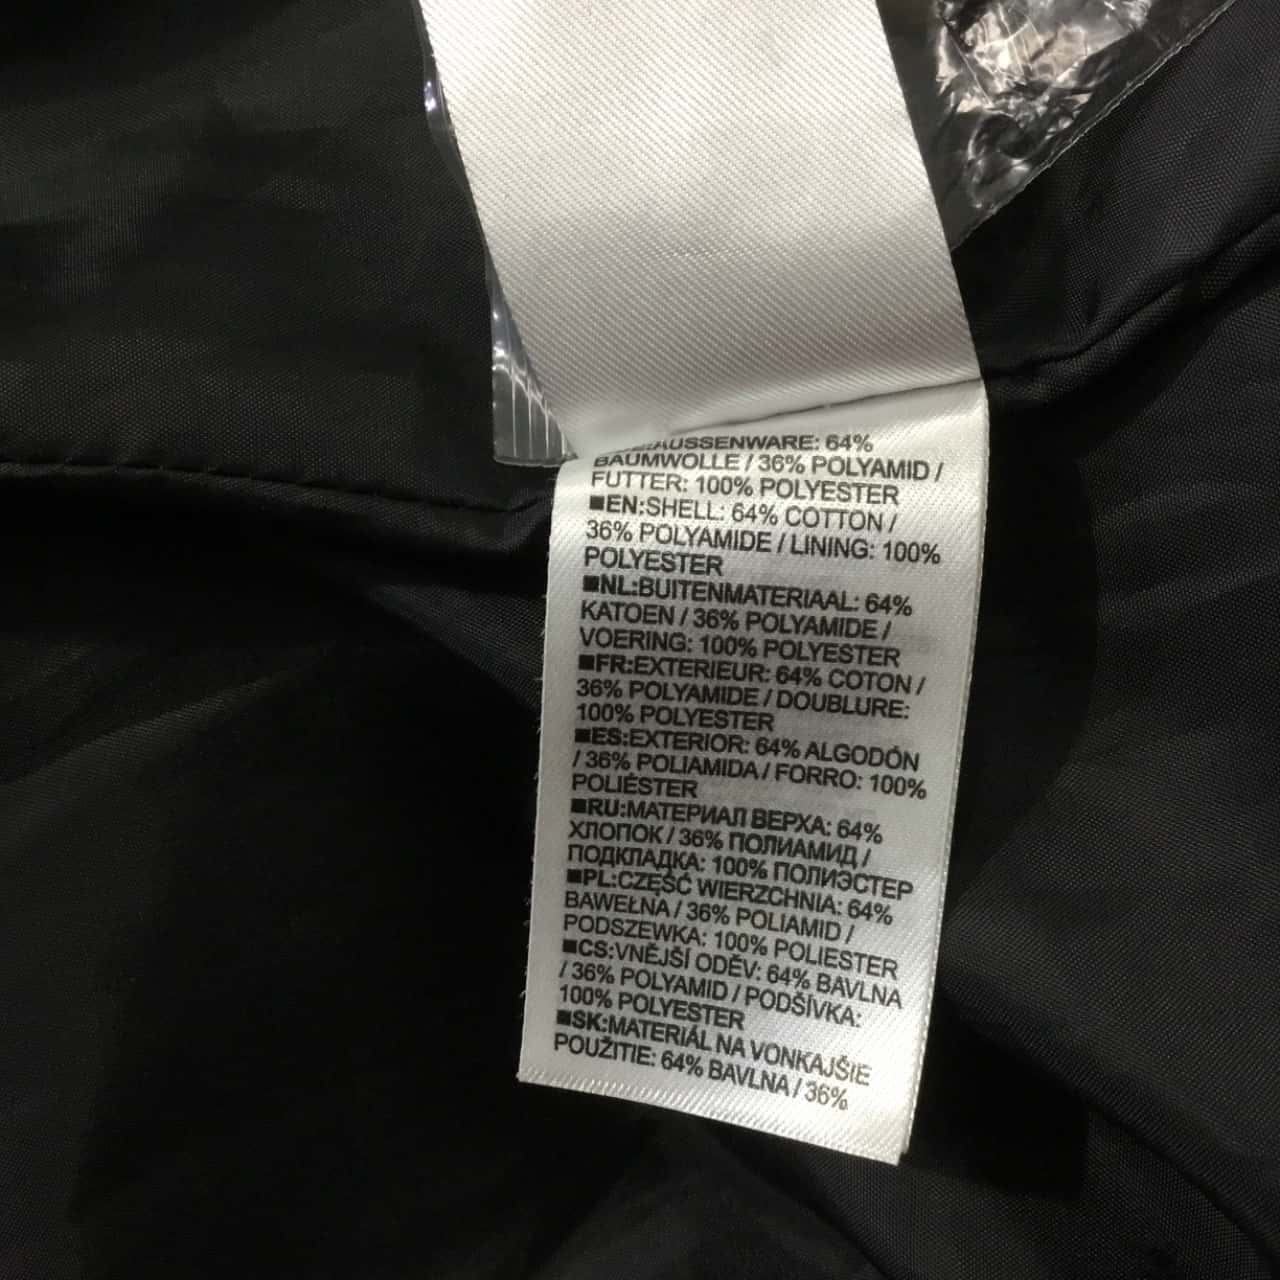 AUSSENWARE: 64%
BAUMWOLLE / 36% POLYAMID /
FUTTER: 100% POLYESTER
■EN:SHELL: 64% COTTON /
36% POLYAMIDE / LINING: 100%
POLYESTER
■NL:BUITENMATERIAAL: 64%
KATOEN / 36% POLYAMIDE /
VOERING: 100% POLYESTER
■FR:EXTERIEUR: 64% COTON /
36% POLYAMIDE / DOUBLURE:
100% POLYESTER
■ES:EXTERIOR: 64% ALGODÓN
/ 36% POLIAMIDA / FORRO: 100%
POLIÉSTER
■RU:МАТЕРИАЛ ВЕРХА: 64%
ХЛОПОК / 36% ПОЛИАМИД /
ПОДКЛАДКА: 100% ПОЛИЭСТЕР
■PL:CZĘŚĆ WIERZCHNIA: 64%
BAWEŁNA / 36% POLIAMID /
PODSZEWKA: 100% POLIESTER
■CS:VNĚJŠÍ ODĚV: 64% BAVLNA
/ 36% POLYAMID / PODŠÍVKA:
100% POLYESTER
■SK:MATERIÁL NA VONKAJŠIE
POUŽITIE: 64% BAVLNA / 36%